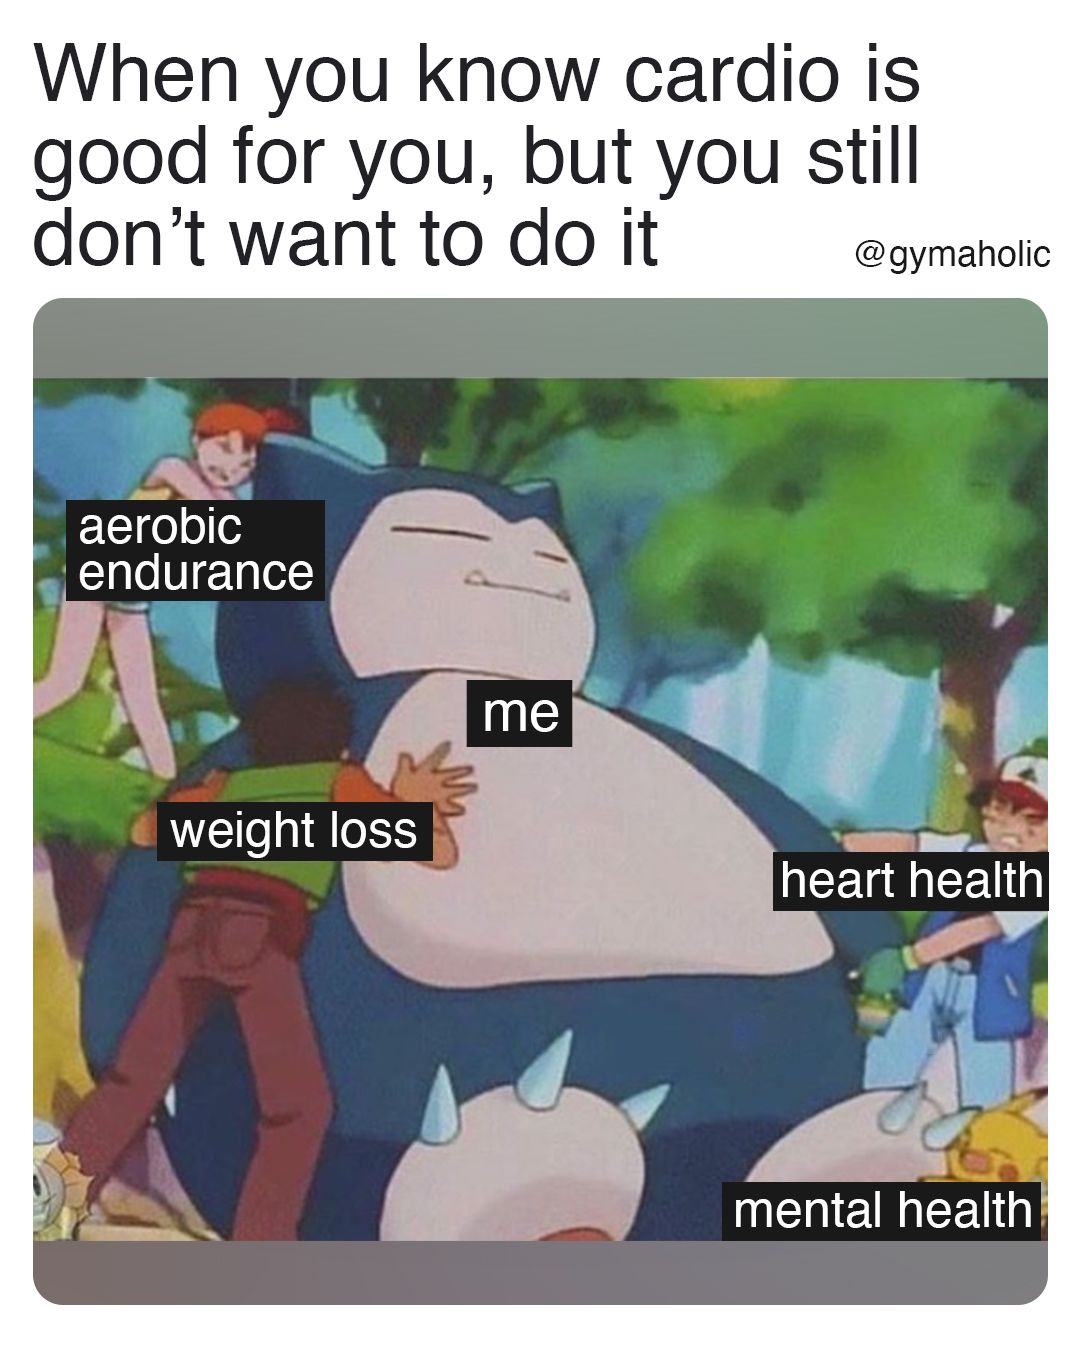 When you know cardio is
good for you, but you still
don’t want to do it
@gymaholic
aerobic
endurance
me
weight loss
heart health
mental health